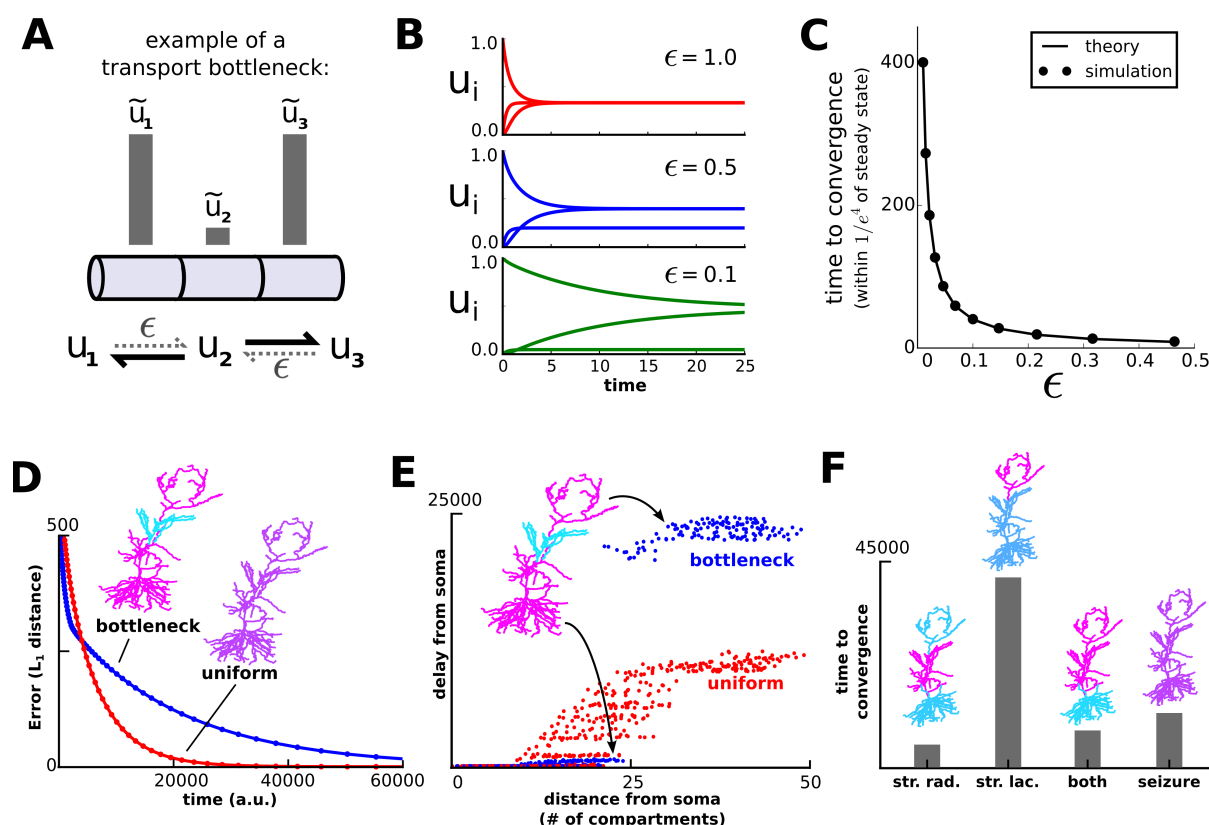 A
example of a
transport bottleneck:
ũ1
ũ2
ũ3
ϵ
u1
u2
u3
ϵ
B
1.0
ui
0.0
ϵ = 1.0
1.0
ui
0.0
ϵ = 0.5
1.0
ui
0.0
ϵ = 0.1
0 5 10 15 20 25
time
C
time to convergence
(within 1/e⁴ of steady state)
400
200
0
theory
simulation
0 0.1 0.2 0.3 0.4 0.5
ϵ
D
500
Error (L1 distance)
0
bottleneck
uniform
20000 40000 60000
time (a.u.)
E
25000
delay from soma
bottleneck
uniform
0 25 50
distance from soma
(# of compartments)
F
45000
time to
convergence
str. rad. str. lac. both seizure